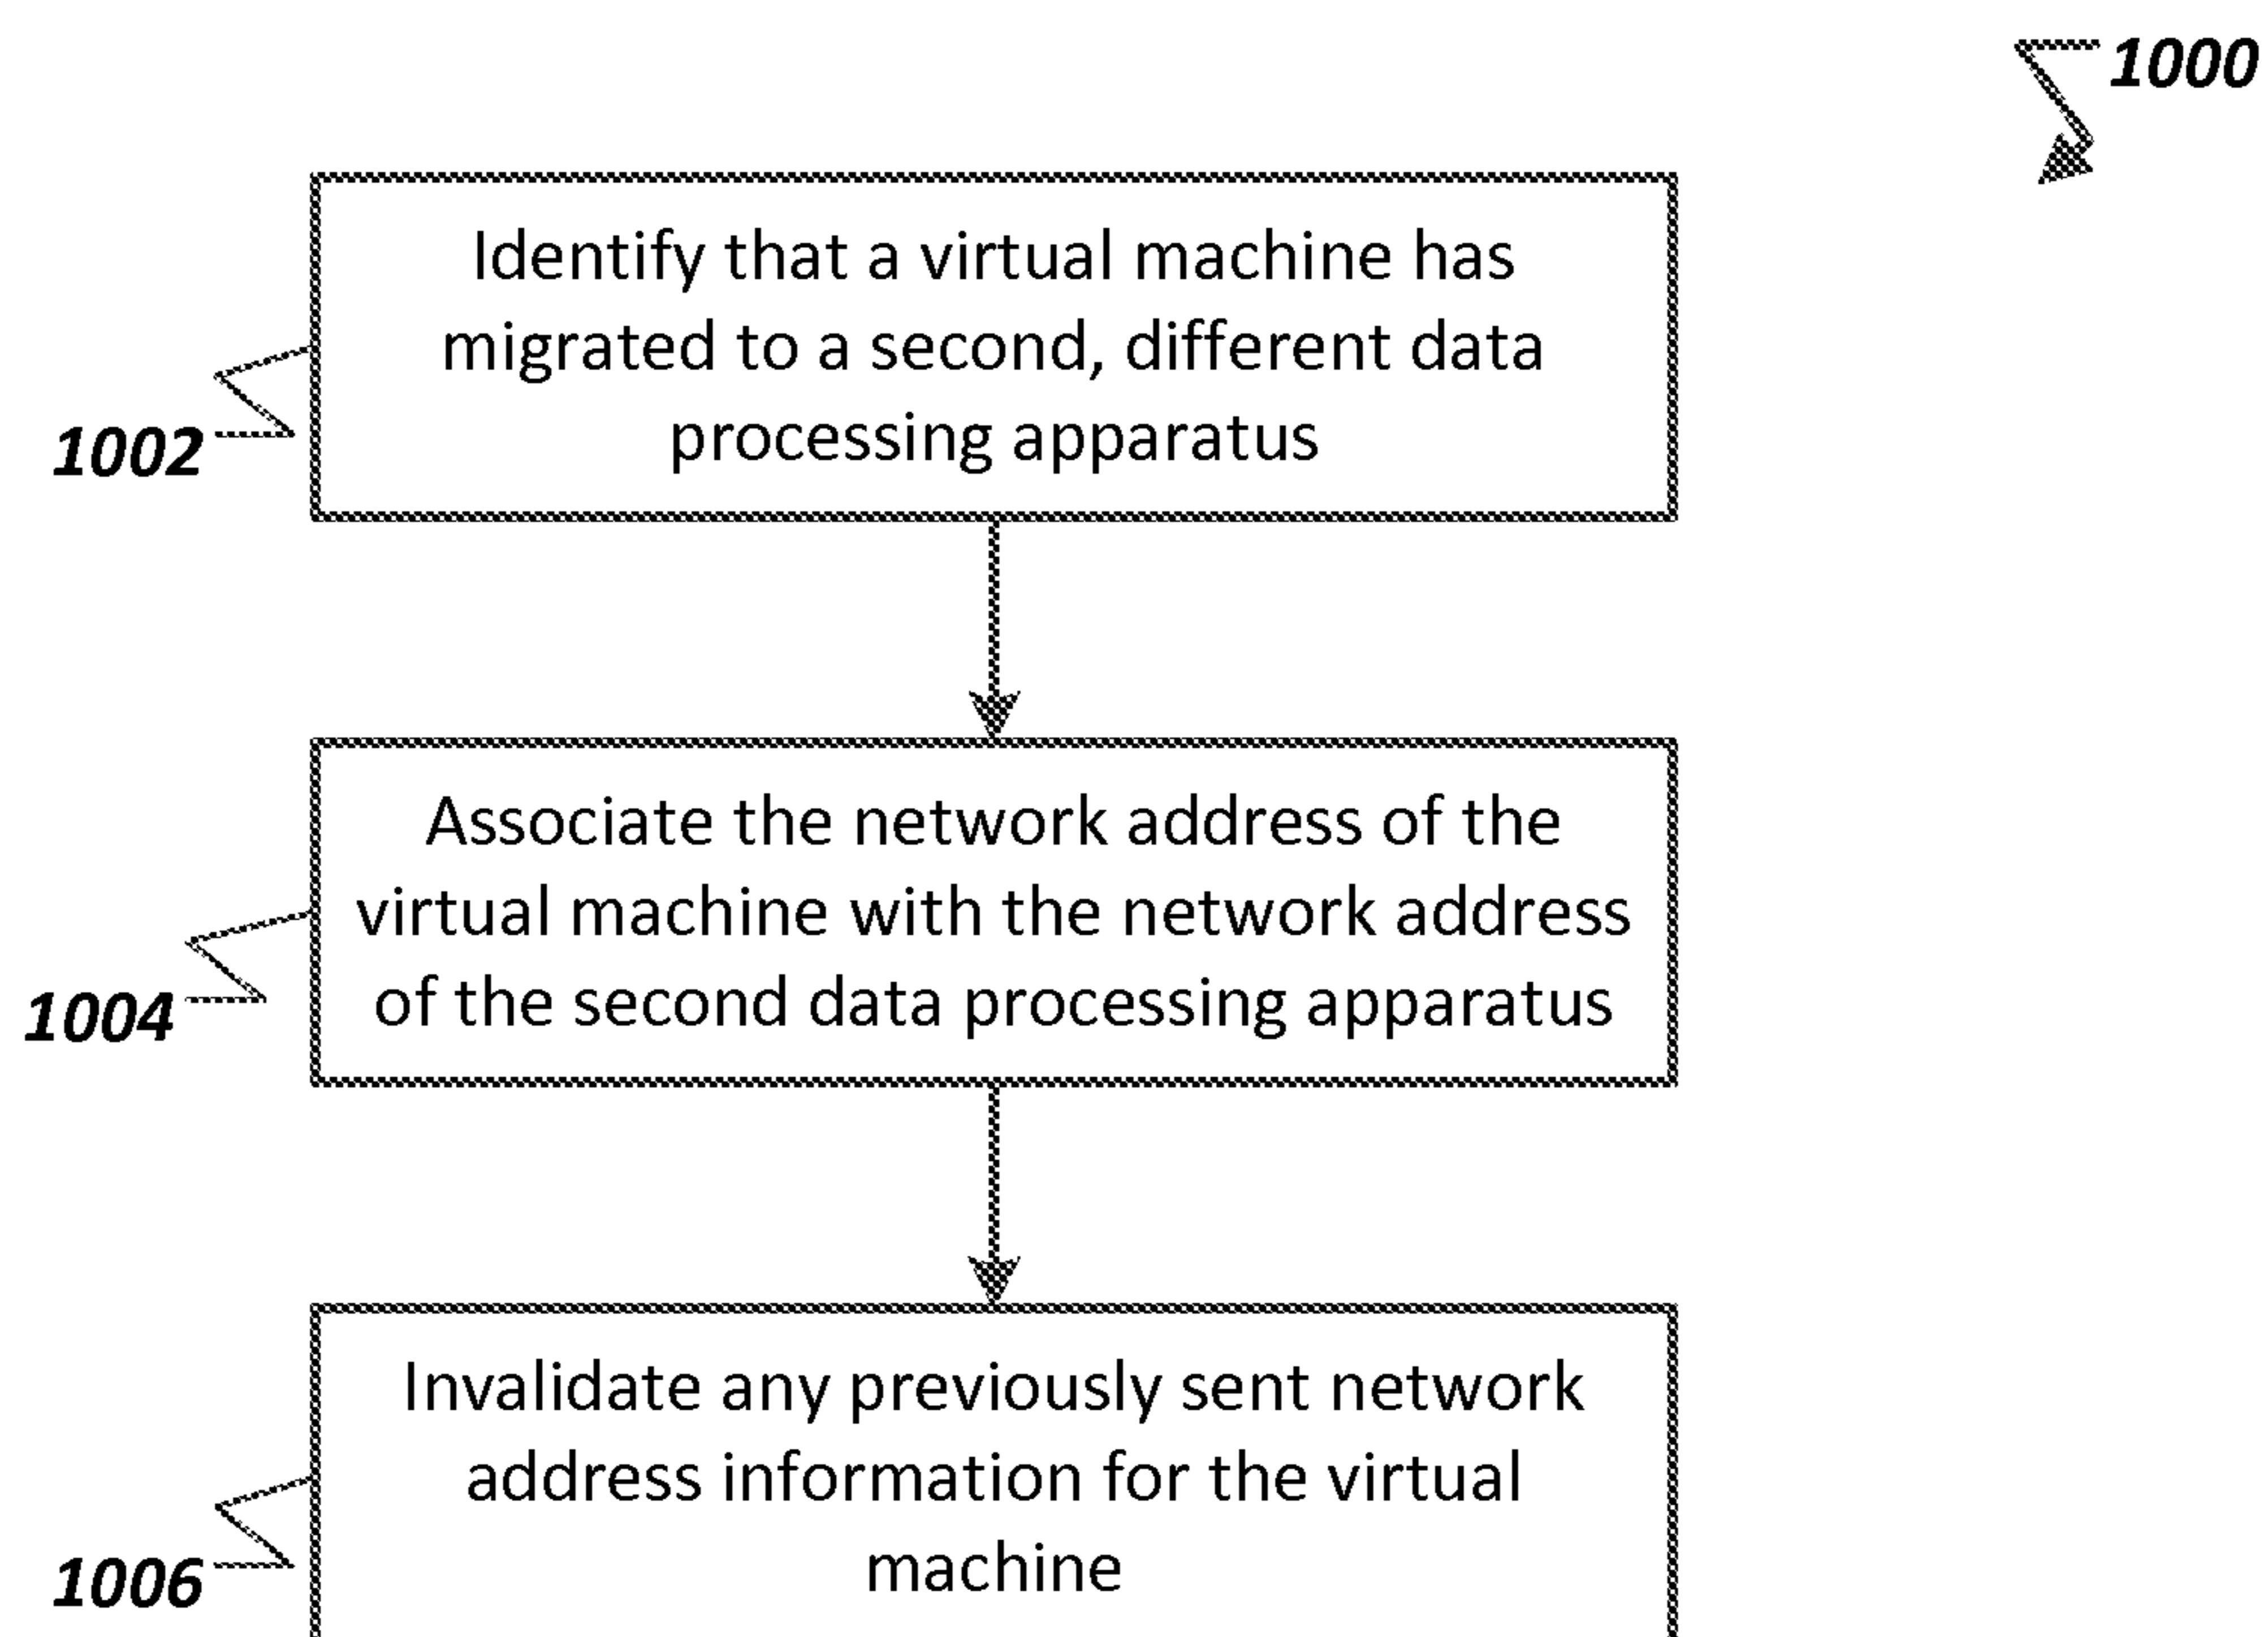 1000
Identify that a virtual machine has
migrated to a second, different data
processing apparatus
1002
Associate the network address of the
virtual machine with the network address
of the second data processing apparatus
1004
Invalidate any previously sent network
address information for the virtual
machine
1006